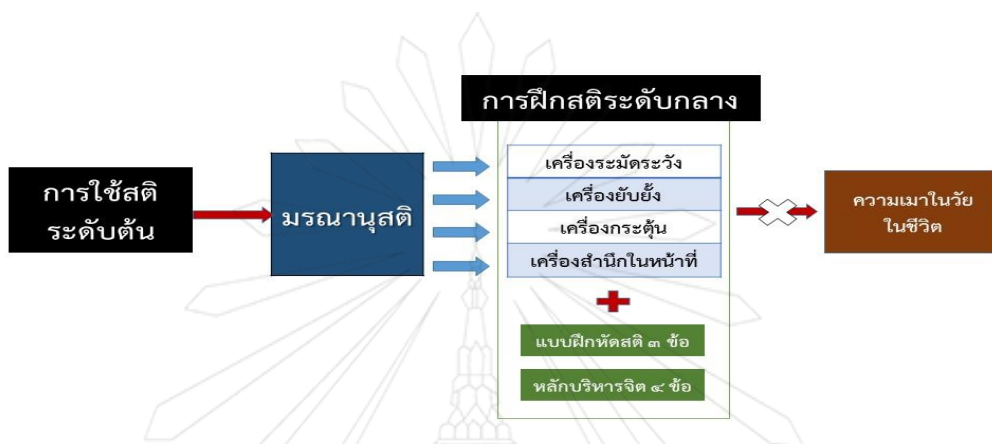 การฝึกสติระดับกลาง
การใช้สติ
ระดับต้น
มรณานุสติ
เครื่องระมัดระวัง
เครื่องยับยั้ง
เครื่องกระตุ้น
เครื่องสำนึกในหน้าที่
แบบฝึกหัดสติ ๓ ข้อ
หลักบริหารจิต ๔ ข้อ
ความเมาในวัย
ในชีวิต